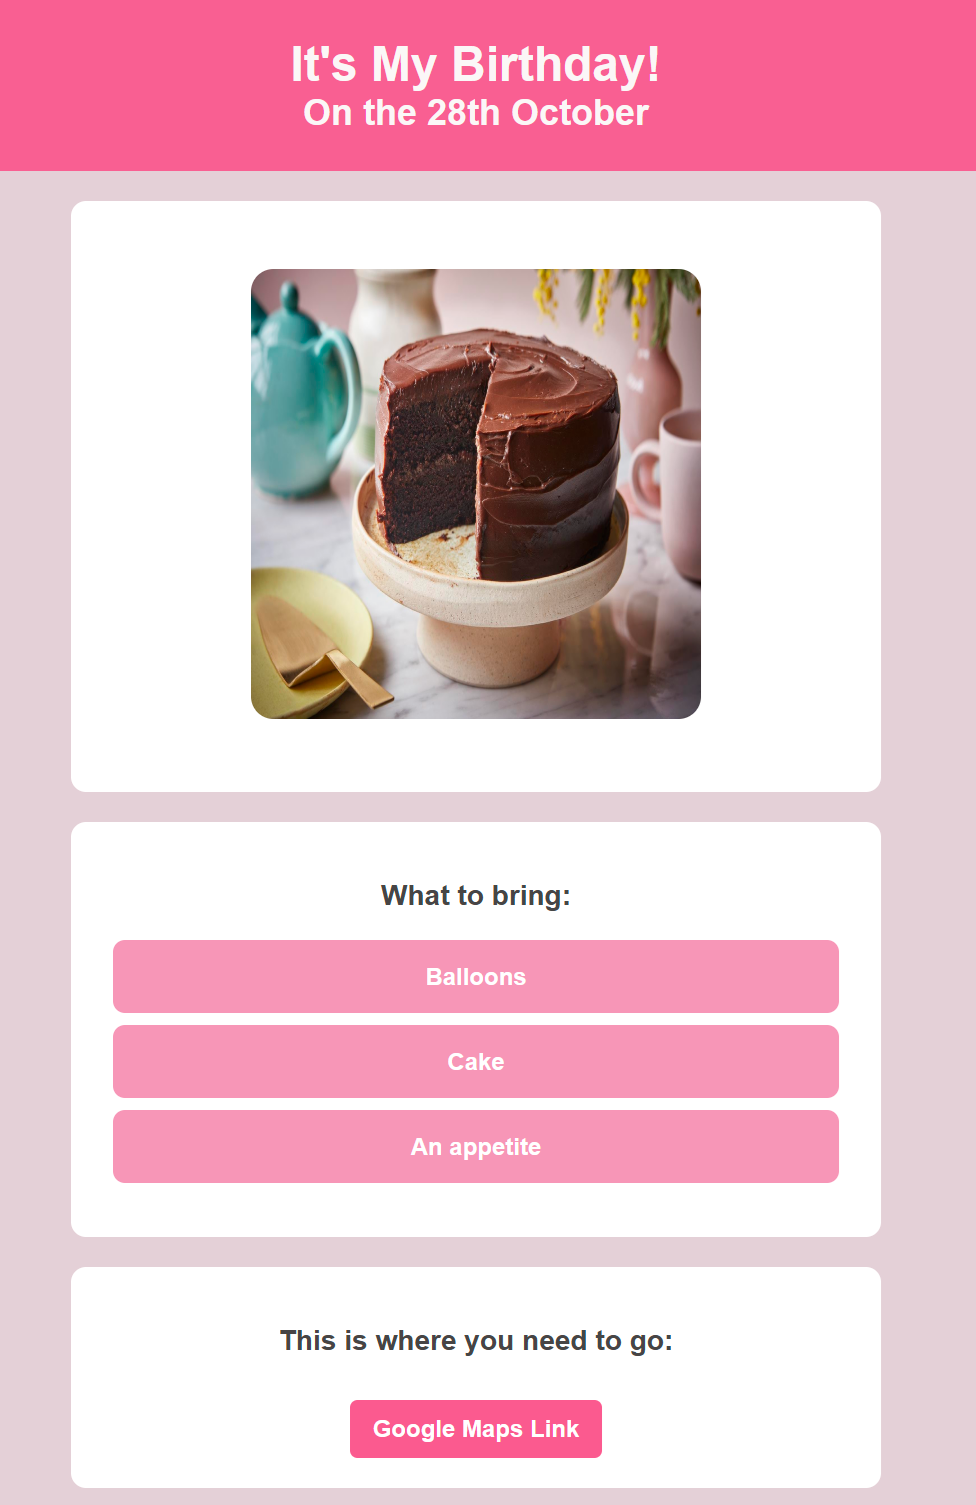 It's My Birthday!
On the 28th October
What to bring:
Balloons
Cake
An appetite
This is where you need to go:
Google Maps Link